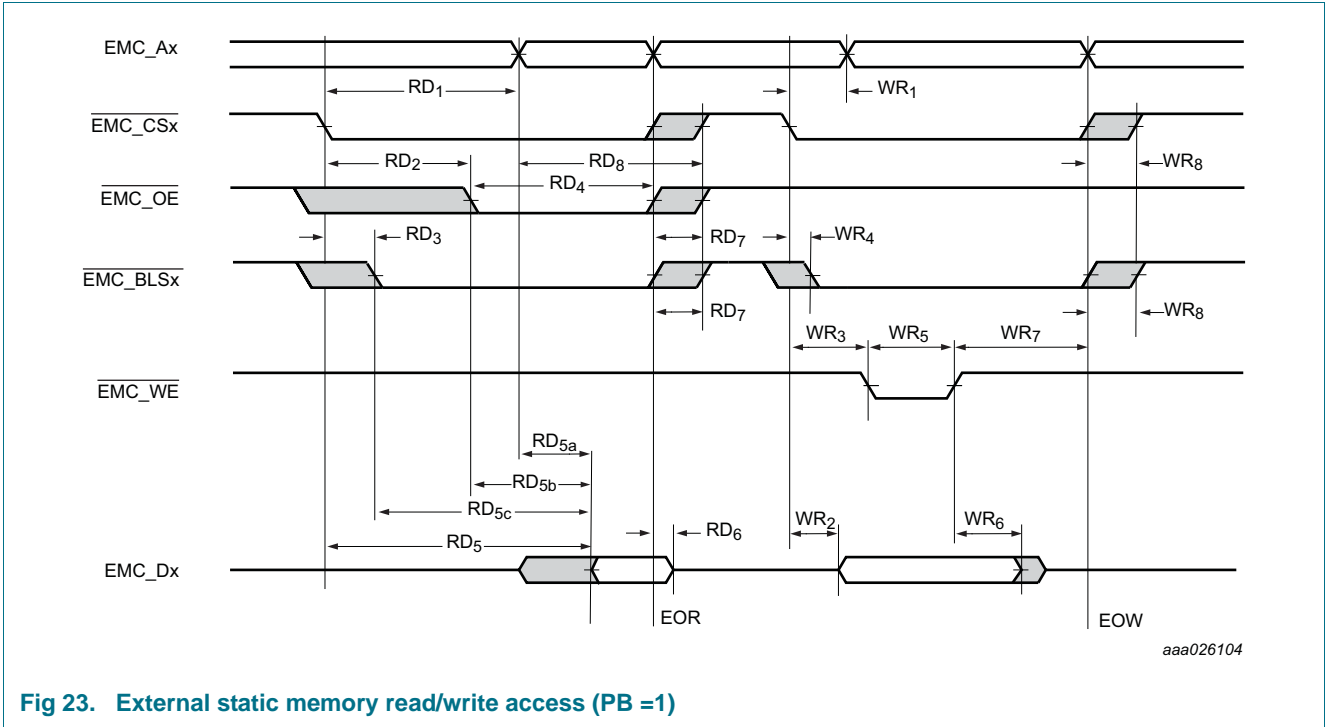 EMC_Ax
RD1
WR1
EMC_CSx
RD2
RD8
WR8
RD4
EMC_OE
RD3
RD7
WR4
EMC_BLSx
RD7
WR8
WR3
WR5
WR7
EMC_WE
RD5a
RD5b
RD5c
WR2
WR6
RD6
RD5
EMC_Dx
EOR
EOW
aaa026104
Fig 23. External static memory read/write access (PB =1)